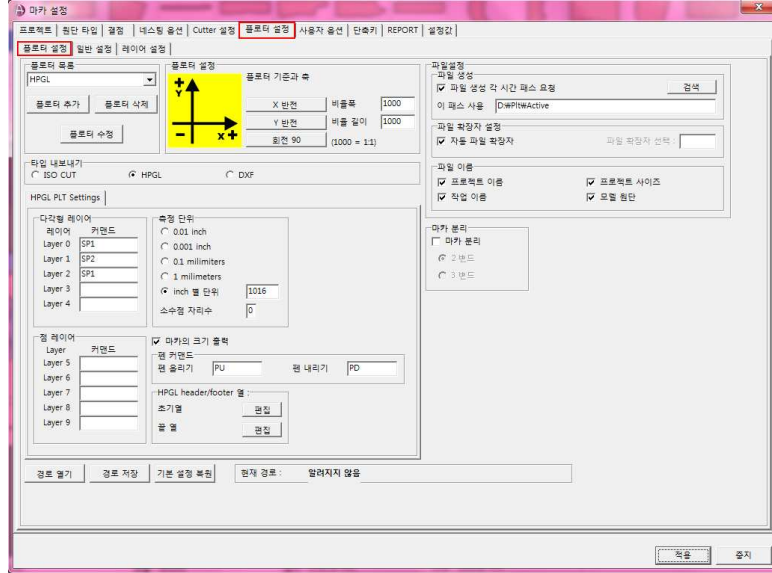 마카 설정
프로젝트 원단 타입 결점 네스팅 옵션 Cutter 설정 플로터 설정 사용자 옵션 단축키 REPORT 설정값
플로터 설정 일반 설정 레이어 설정
플로터 목록
HPGL
플로터 추가 플로터 삭제
플로터 수정
플로터 설정
플로터 기준과 축
+
Y
- X +
X 반전 비율폭 1000
Y 반전 비율 길이 1000
회전 90 (1000 = 1:1)
타입 내보내기
ISO CUT HPGL DXF
HPGL PLT Settings
다각형 레이어
레이어 커맨드
Layer 0 SP1
Layer 1 SP2
Layer 2 SP1
Layer 3
Layer 4
측정 단위
0.01 inch
0.001 inch
0.1 milimiters
1 milimeters
inch 별 단위 1016
소수점 자리수 0
점 레이어
Layer 커맨드
Layer 5
Layer 6
Layer 7
Layer 8
Layer 9
마카의 크기 출력
펜 커맨드
펜 올리기 PU 펜 내리기 PD
HPGL header/footer 열 :
초기열 편집
끝 열 편집
경로 열기 경로 저장 기본 설정 복원 현재 경로 : 알려지지 않음
파일설정
파일 생성
파일 생성 각 시간 패스 요청 검색
이 패스 사용 D:₩Plt₩Active
파일 확장자 설정
자동 파일 확장자 파일 확장자 선택 :
파일 이름
프로젝트 이름 프로젝트 사이즈
작업 이름 모델 원단
마카 분리
마카 분리
2 밴드
3 밴드
적용 중지